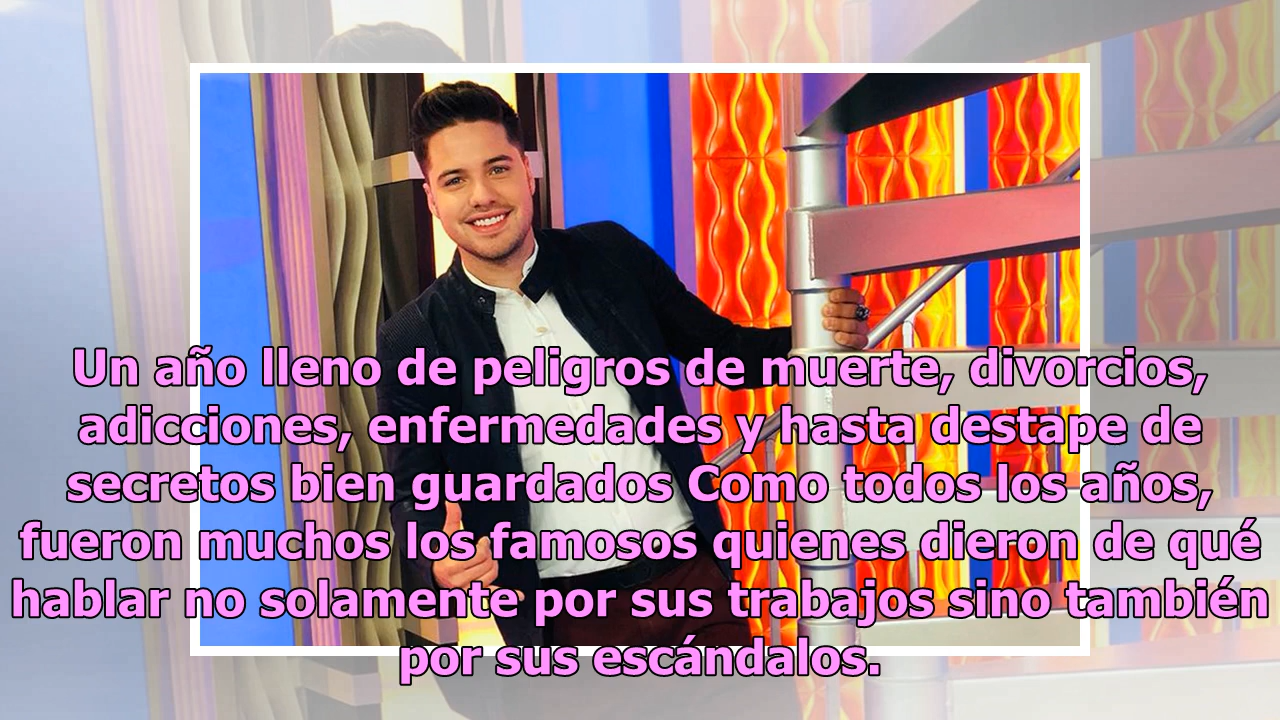 Un año lleno de peligros de muerte, divorcios,
adicciones, enfermedades y hasta destape de
secretos bien guardados Como todos los años,
fueron muchos los famosos quienes dieron de qué
hablar no solamente por sus trabajos sino también
por sus escándalos.